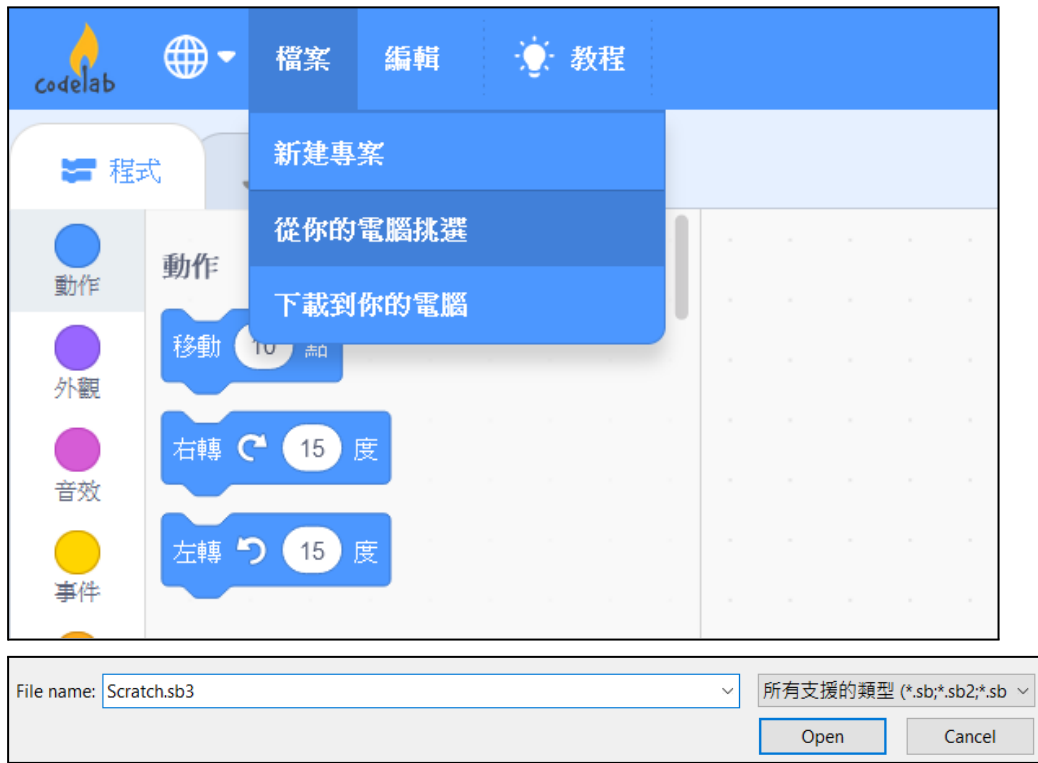 codelab
檔案
編輯
教程
新建專案
從你的電腦挑選
下載到你的電腦
程式
動作
外觀
音效
事件
動作
移動 10 點
右轉 15 度
左轉 15 度
File name: Scratch.sb3
所有支援的類型 (*.sb;*.sb2;*.sb
Open
Cancel